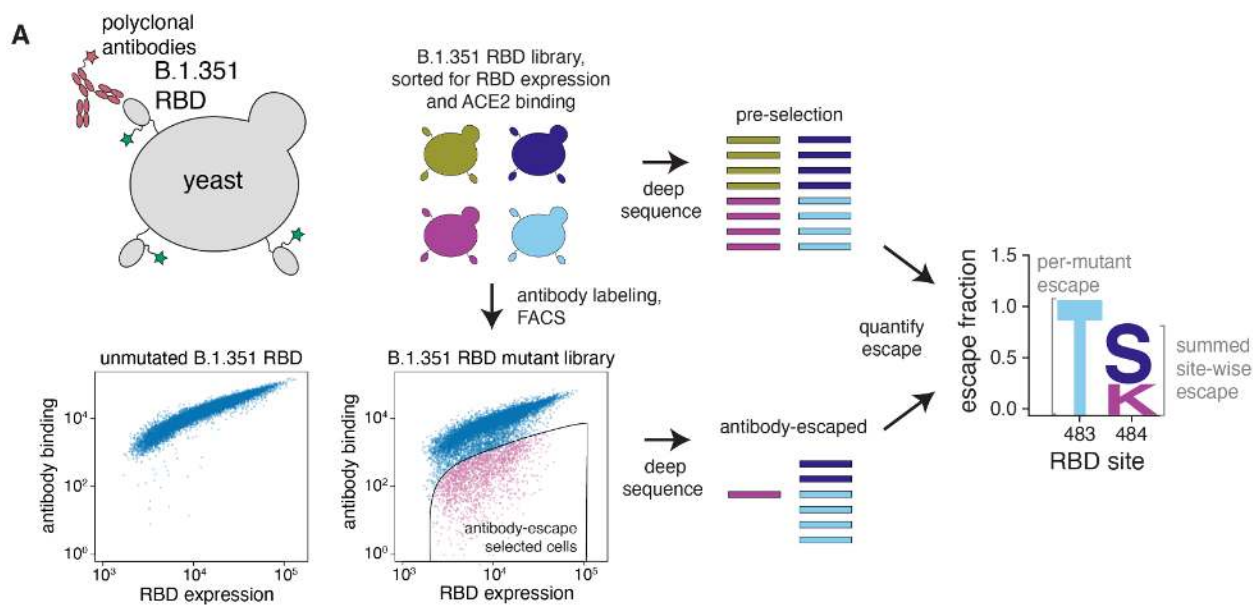 A
polyclonal
antibodies
B.1.351
RBD
yeast
B.1.351 RBD library,
sorted for RBD expression
and ACE2 binding
deep
sequence
pre-selection
antibody labeling,
FACS
unmutated B.1.351 RBD
antibody binding
10⁴
10²
10⁰
10³
10⁴
10⁵
RBD expression
B.1.351 RBD mutant library
antibody binding
10⁴
10²
10⁰
antibody-escape
selected cells
10³
10⁴
10⁵
RBD expression
deep
sequence
antibody-escaped
quantify
escape
escape fraction
1.5
1.0
0.5
0.0
per-mutant
escape
T
S
K
summed
site-wise
escape
483
484
RBD site